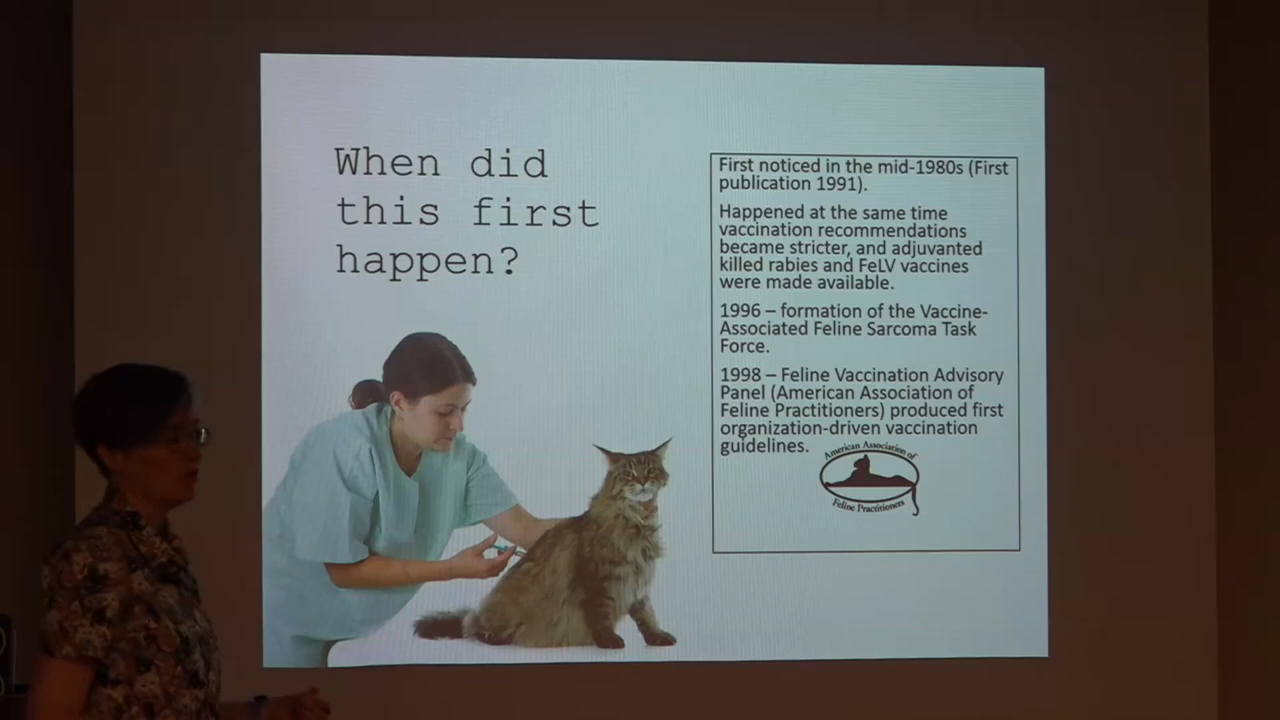 When did
this first
happen?
First noticed in the mid-1980s (First
publication 1991).
Happened at the same time
vaccination recommendations
became stricter, and adjuvanted
killed rabies and FeLV vaccines
were made available.
1996 – formation of the Vaccine-
Associated Feline Sarcoma Task
Force.
1998 – Feline Vaccination Advisory
Panel (American Association of
Feline Practitioners) produced first
organization-driven vaccination
guidelines.
American Association of
Feline Practitioners